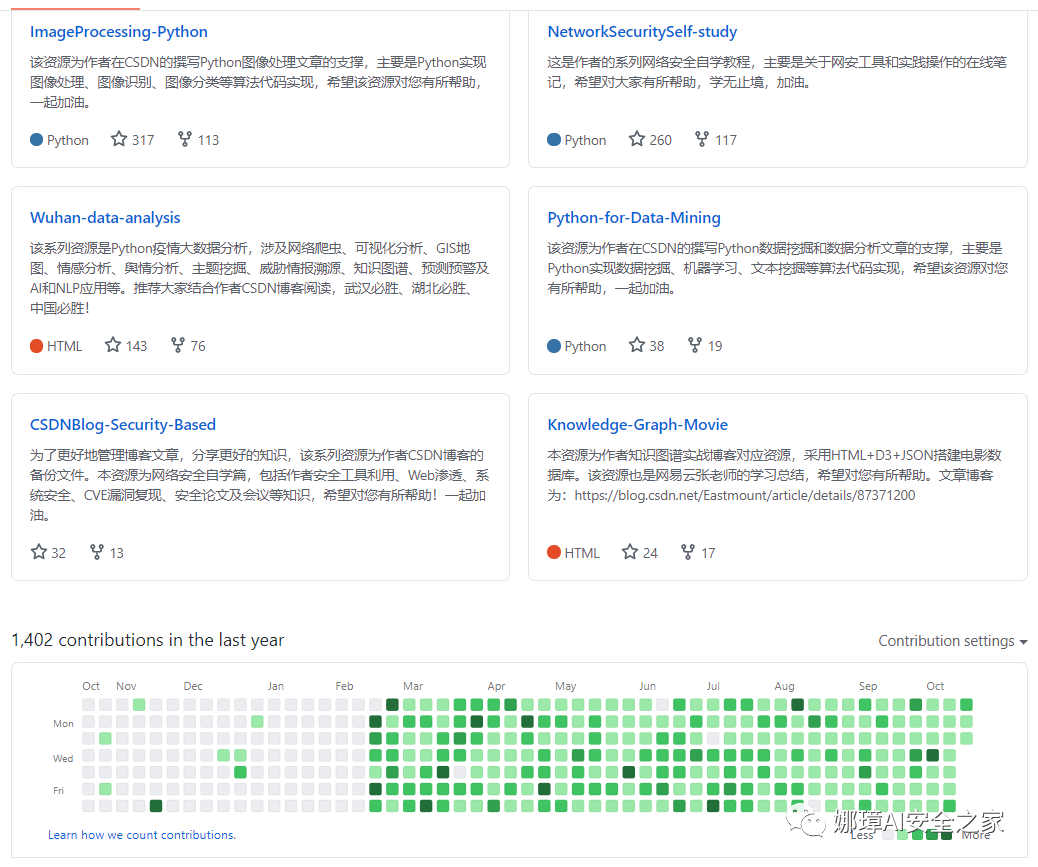 ImageProcessing-Python
该资源为作者在CSDN的撰写Python图像处理文章的支撑，主要是Python实现
图像处理、图像识别、图像分类等算法代码实现，希望该资源对您有所帮助，
一起加油。
Python 317 113
NetworkSecuritySelf-study
这是作者的系列网络安全自学教程，主要是关于网安工具和实践操作的在线笔
记，希望对大家有所帮助，学无止境，加油。
Python 260 117
Wuhan-data-analysis
该系列资源是Python疫情大数据分析，涉及网络爬虫、可视化分析、GIS地
图、情感分析、舆情分析、主题挖掘、威胁情报溯源、知识图谱、预测预警及
AI和NLP应用等。推荐大家结合作者CSDN博客阅读，武汉必胜、湖北必胜、
中国必胜！
HTML 143 76
Python-for-Data-Mining
该资源为作者在CSDN的撰写Python数据挖掘和数据分析文章的支撑，主要是
Python实现数据挖掘、机器学习、文本挖掘等算法代码实现，希望该资源对您
有所帮助，一起加油。
Python 38 19
CSDNBlog-Security-Based
为了更好地管理博客文章，分享更好的知识，该系列资源为作者CSDN博客的
备份文件。本资源为网络安全自学篇，包括作者安全工具利用、Web渗透、系
统安全、CVE漏洞复现、安全论文及会议等知识，希望对您有所帮助！一起加
油。
32 13
Knowledge-Graph-Movie
本资源为作者知识图谱实战博客对应资源，采用HTML+D3+JSON搭建电影数
据库。该资源也是网易云张老师的学习总结，希望对您有所帮助。文章博客
为：https://blog.csdn.net/Eastmount/article/details/87371200
HTML 24 17
1,402 contributions in the last year
Contribution settings
Oct Nov Dec Jan Feb Mar Apr May Jun Jul Aug Sep Oct
Mon
Wed
Fri
Learn how we count contributions.
Less More
娜璋AI安全之家